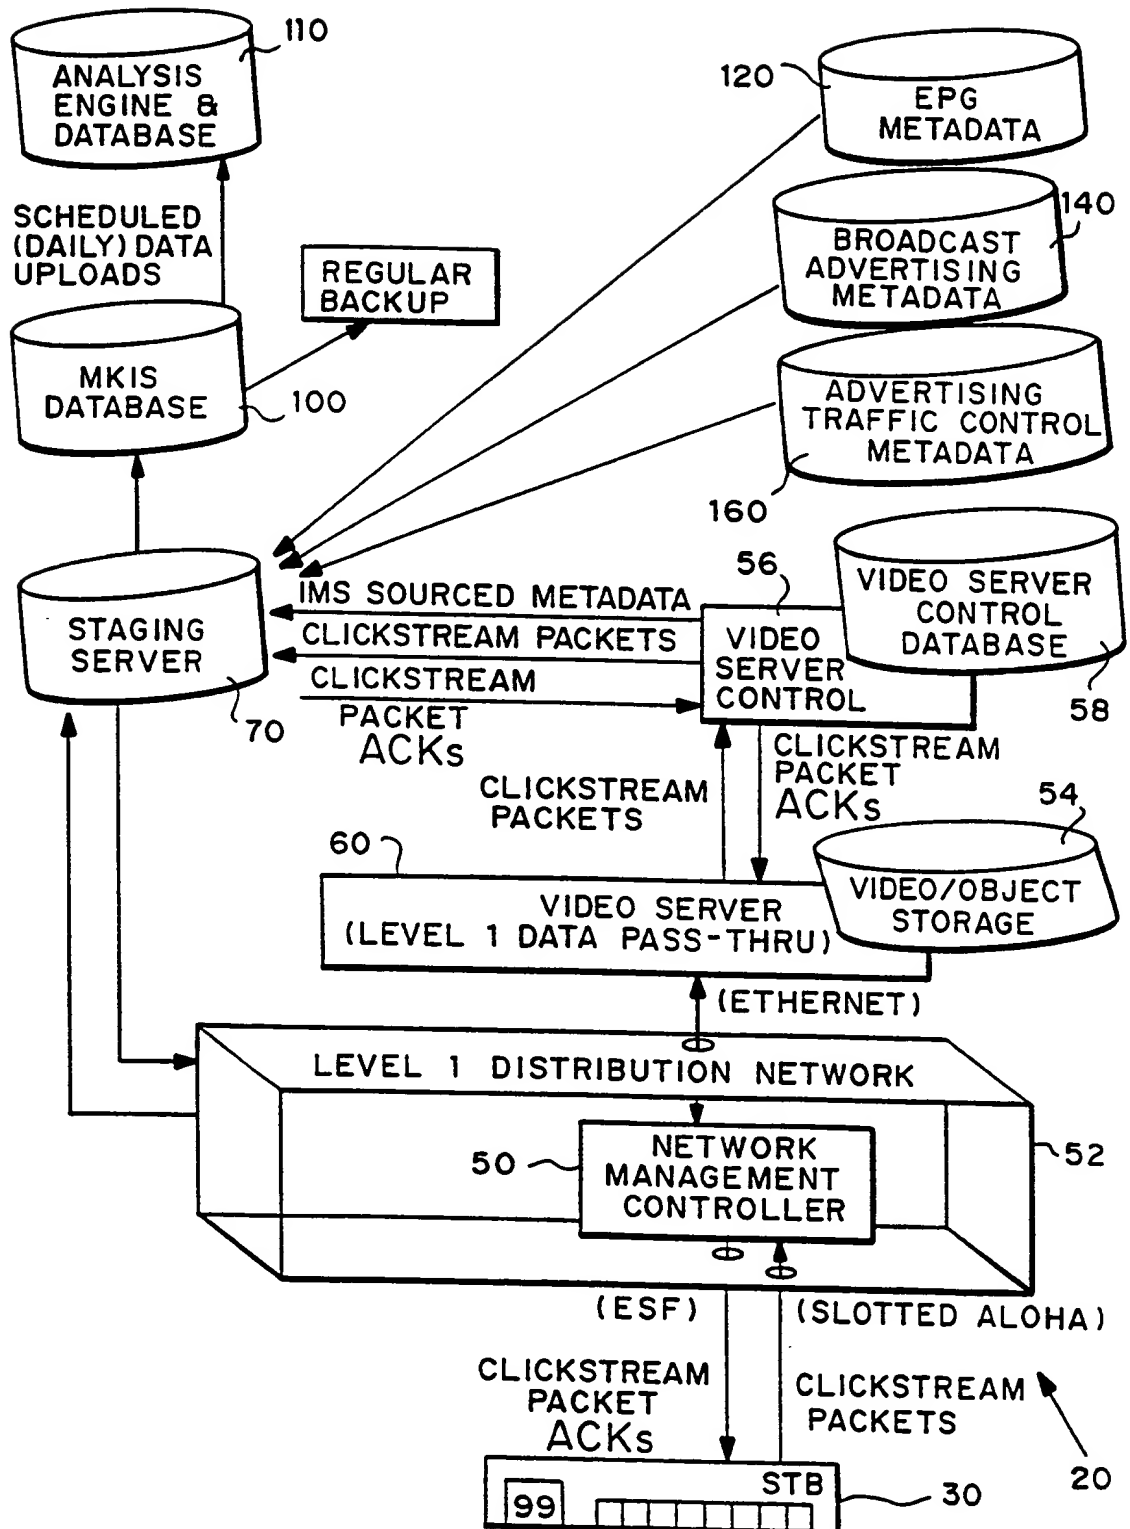 110
ANALYSIS
ENGINE &
DATABASE
120
EPG
METADATA
SCHEDULED
(DAILY) DATA
UPLOADS
140
BROADCAST
ADVERTISING
METADATA
REGULAR
BACKUP
MKIS
DATABASE
100
ADVERTISING
TRAFFIC CONTROL
METADATA
160
STAGING
SERVER
70
IMS SOURCED METADATA
CLICKSTREAM PACKETS
CLICKSTREAM
PACKET
ACKs
56
VIDEO
SERVER
CONTROL
VIDEO SERVER
CONTROL
DATABASE
58
CLICKSTREAM
PACKETS
CLICKSTREAM
PACKET
ACKs
54
VIDEO/OBJECT
STORAGE
60
VIDEO SERVER
(LEVEL 1 DATA PASS-THRU)
(ETHERNET)
LEVEL 1 DISTRIBUTION NETWORK
50
NETWORK
MANAGEMENT
CONTROLLER
52
(ESF)
(SLOTTED ALOHA)
CLICKSTREAM
PACKET
ACKs
CLICKSTREAM
PACKETS
20
STB
99
30